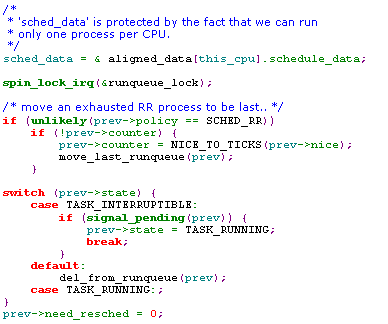 /*
 * 'sched_data' is protected by the fact that we can run
 * only one process per CPU.
 */
sched_data = & aligned_data[this_cpu].schedule_data;

spin_lock_irq(&runqueue_lock);

/* move an exhausted RR process to be last.. */
if (unlikely(prev->policy == SCHED_RR))
    if (!prev->counter) {
        prev->counter = NICE_TO_TICKS(prev->nice);
        move_last_runqueue(prev);
    }

switch (prev->state) {
    case TASK_INTERRUPTIBLE:
        if (signal_pending(prev)) {
            prev->state = TASK_RUNNING;
            break;
        }
    default:
        del_from_runqueue(prev);
    case TASK_RUNNING:;
}
prev->need_resched = 0;